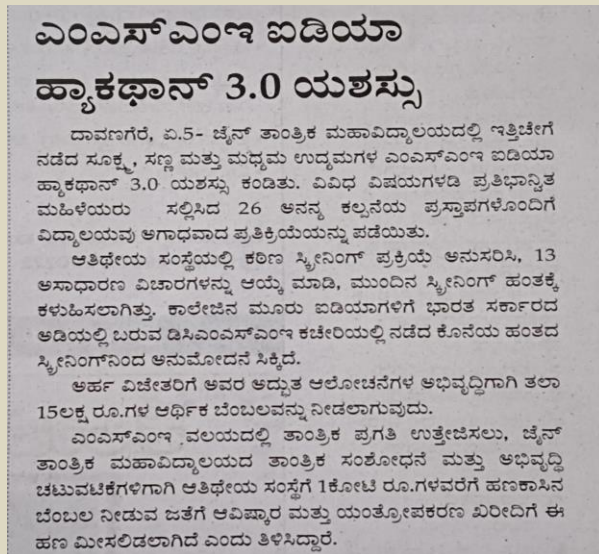 ಎಂಎಸ್ಎಂಇ ಐಡಿಯಾ
ಹ್ಯಾಕಥಾನ್ 3.0 ಯಶಸ್ಸು
ದಾವಣಗೆರೆ, ಏ.5- ಜೈನ್ ತಾಂತ್ರಿಕ ಮಹಾವಿದ್ಯಾಲಯದಲ್ಲಿ ಇತ್ತಿಚೇಗೆ
ನಡೆದ ಸೂಕ್ಷ್ಮ, ಸಣ್ಣ ಮತ್ತು ಮಧ್ಯಮ ಉದ್ಯಮಗಳ ಎಂಎಸ್ಎಂಇ ಐಡಿಯಾ
ಹ್ಯಾಕಥಾನ್ 3.0 ಯಶಸ್ಸು ಕಂಡಿತು. ವಿವಿಧ ವಿಷಯಗಳಡಿ ಪ್ರತಿಭಾನ್ವಿತ
ಮಹಿಳೆಯರು ಸಲ್ಲಿಸಿದ 26 ಅನನ್ಯ ಕಲ್ಪನೆಯ ಪ್ರಸ್ತಾಪಗಳೊಂದಿಗೆ
ವಿದ್ಯಾಲಯವು ಅಗಾಧವಾದ ಪ್ರತಿಕ್ರಿಯೆಯನ್ನು ಪಡೆಯಿತು.
ಆತಿಥೇಯ ಸಂಸ್ಥೆಯಲ್ಲಿ ಕಠಿಣ ಸ್ಕ್ರೀನಿಂಗ್ ಪ್ರಕ್ರಿಯೆ ಅನುಸರಿಸಿ, 13
ಅಸಾಧಾರಣ ವಿಚಾರಗಳನ್ನು ಆಯ್ಕೆ ಮಾಡಿ, ಮುಂದಿನ ಸ್ಕ್ರೀನಿಂಗ್ ಹಂತಕ್ಕೆ
ಕಳುಹಿಸಲಾಗಿತ್ತು. ಕಾಲೇಜಿನ ಮೂರು ಐಡಿಯಾಗಳಿಗೆ ಭಾರತ ಸರ್ಕಾರದ
ಅಡಿಯಲ್ಲಿ ಬರುವ ಡಿಸಿಎಂಎಸ್ಎಂಇ ಕಚೇರಿಯಲ್ಲಿ ನಡೆದ ಕೊನೆಯ ಹಂತದ
ಸ್ಕ್ರೀನಿಂಗ್‌ನಿಂದ ಅನುಮೋದನೆ ಸಿಕ್ಕಿದೆ.
ಅರ್ಹ ವಿಜೇತರಿಗೆ ಅವರ ಅದ್ಭುತ ಆಲೋಚನೆಗಳ ಅಭಿವೃದ್ಧಿಗಾಗಿ ತಲಾ
15ಲಕ್ಷ ರೂ.ಗಳ ಆರ್ಥಿಕ ಬೆಂಬಲವನ್ನು ನೀಡಲಾಗುವುದು.
ಎಂಎಸ್ಎಂಇ ವಲಯದಲ್ಲಿ ತಾಂತ್ರಿಕ ಪ್ರಗತಿ ಉತ್ತೇಜಿಸಲು, ಜೈನ್
ತಾಂತ್ರಿಕ ಮಹಾವಿದ್ಯಾಲಯದ ತಾಂತ್ರಿಕ ಸಂಶೋಧನೆ ಮತ್ತು ಅಭಿವೃದ್ಧಿ
ಚಟುವಟಿಕೆಗಳಿಗಾಗಿ ಆತಿಥೇಯ ಸಂಸ್ಥೆಗೆ 1ಕೋಟಿ ರೂ.ಗಳವರೆಗೆ ಹಣಕಾಸಿನ
ಬೆಂಬಲ ನೀಡುವ ಜತೆಗೆ ಆವಿಷ್ಕಾರ ಮತ್ತು ಯಂತ್ರೋಪಕರಣ ಖರೀದಿಗೆ ಈ
ಹಣ ಮೀಸಲಿಡಲಾಗಿದೆ ಎಂದು ತಿಳಿಸಿದ್ದಾರೆ.